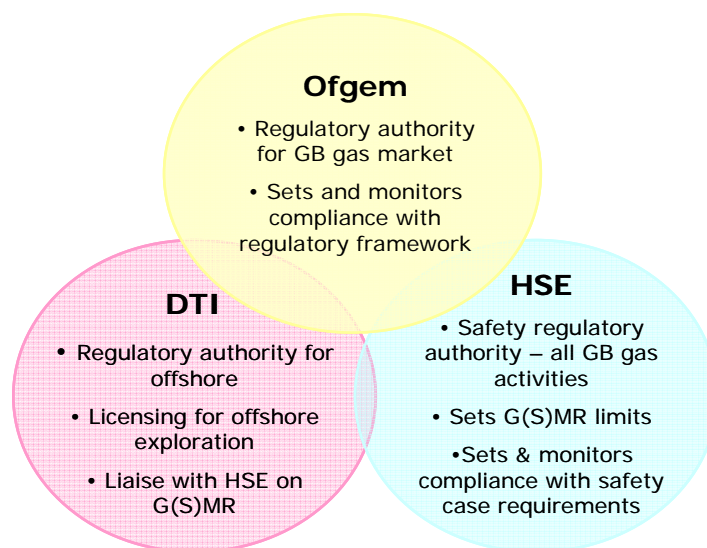 Ofgem
• Regulatory authority
for GB gas market
• Sets and monitors
compliance with
regulatory framework
DTI
• Regulatory authority for
offshore
• Licensing for offshore
exploration
• Liaise with HSE on
G(S)MR
HSE
• Safety regulatory
authority – all GB gas
activities
• Sets G(S)MR limits
•Sets & monitors
compliance with safety
case requirements